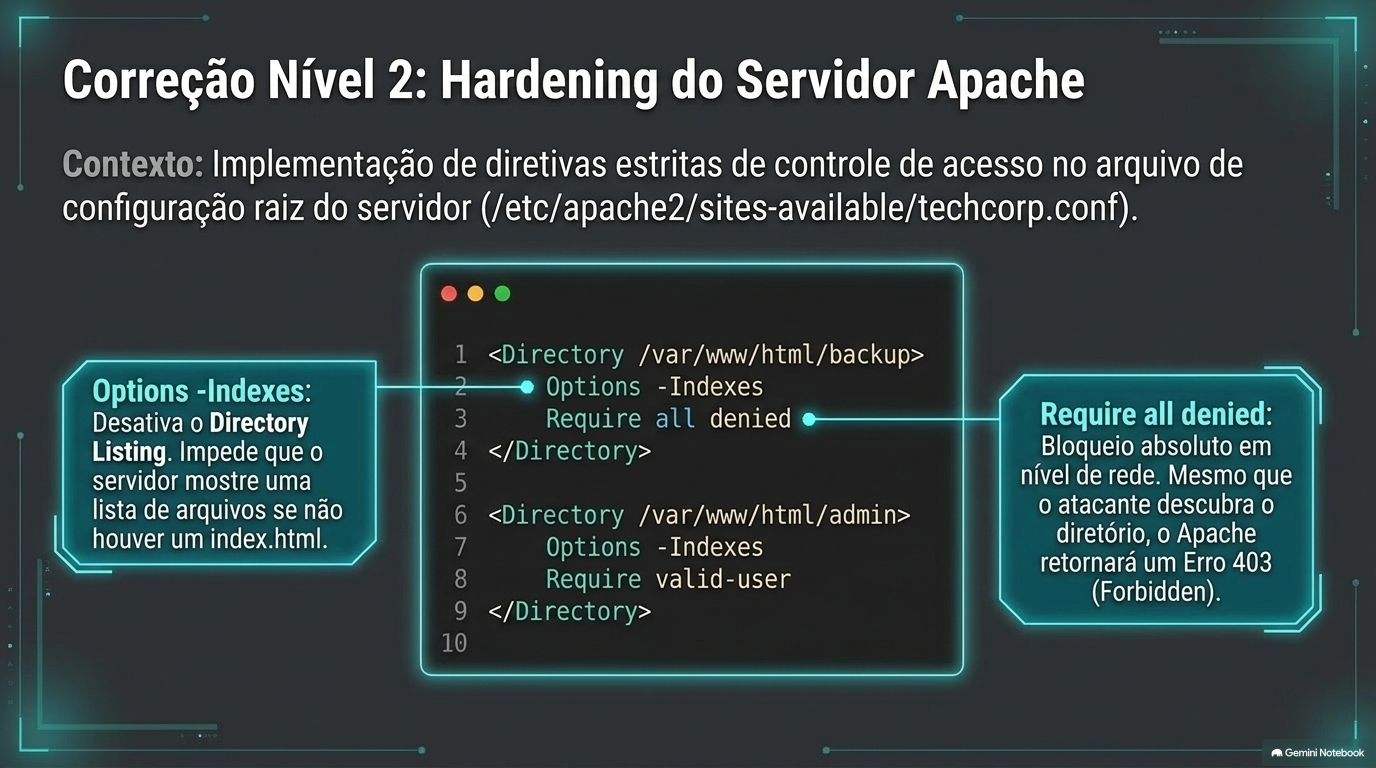 Correção Nível 2: Hardening do Servidor Apache
Contexto: Implementação de diretivas estritas de controle de acesso no arquivo de
configuração raiz do servidor (/etc/apache2/sites-available/techcorp.conf).
Options -Indexes:
Desativa o Directory
Listing. Impede que o
servidor mostre uma
lista de arquivos se não
houver um index.html.
1 <Directory /var/www/html/backup>
2     Options -Indexes
3     Require all denied
4 </Directory>
5
6 <Directory /var/www/html/admin>
7     Options -Indexes
8     Require valid-user
9 </Directory>
10
Require all denied:
Bloqueio absoluto em
nível de rede. Mesmo que
o atacante descubra o
diretório, o Apache
retornará um Erro 403
(Forbidden).
Gemini Notebook